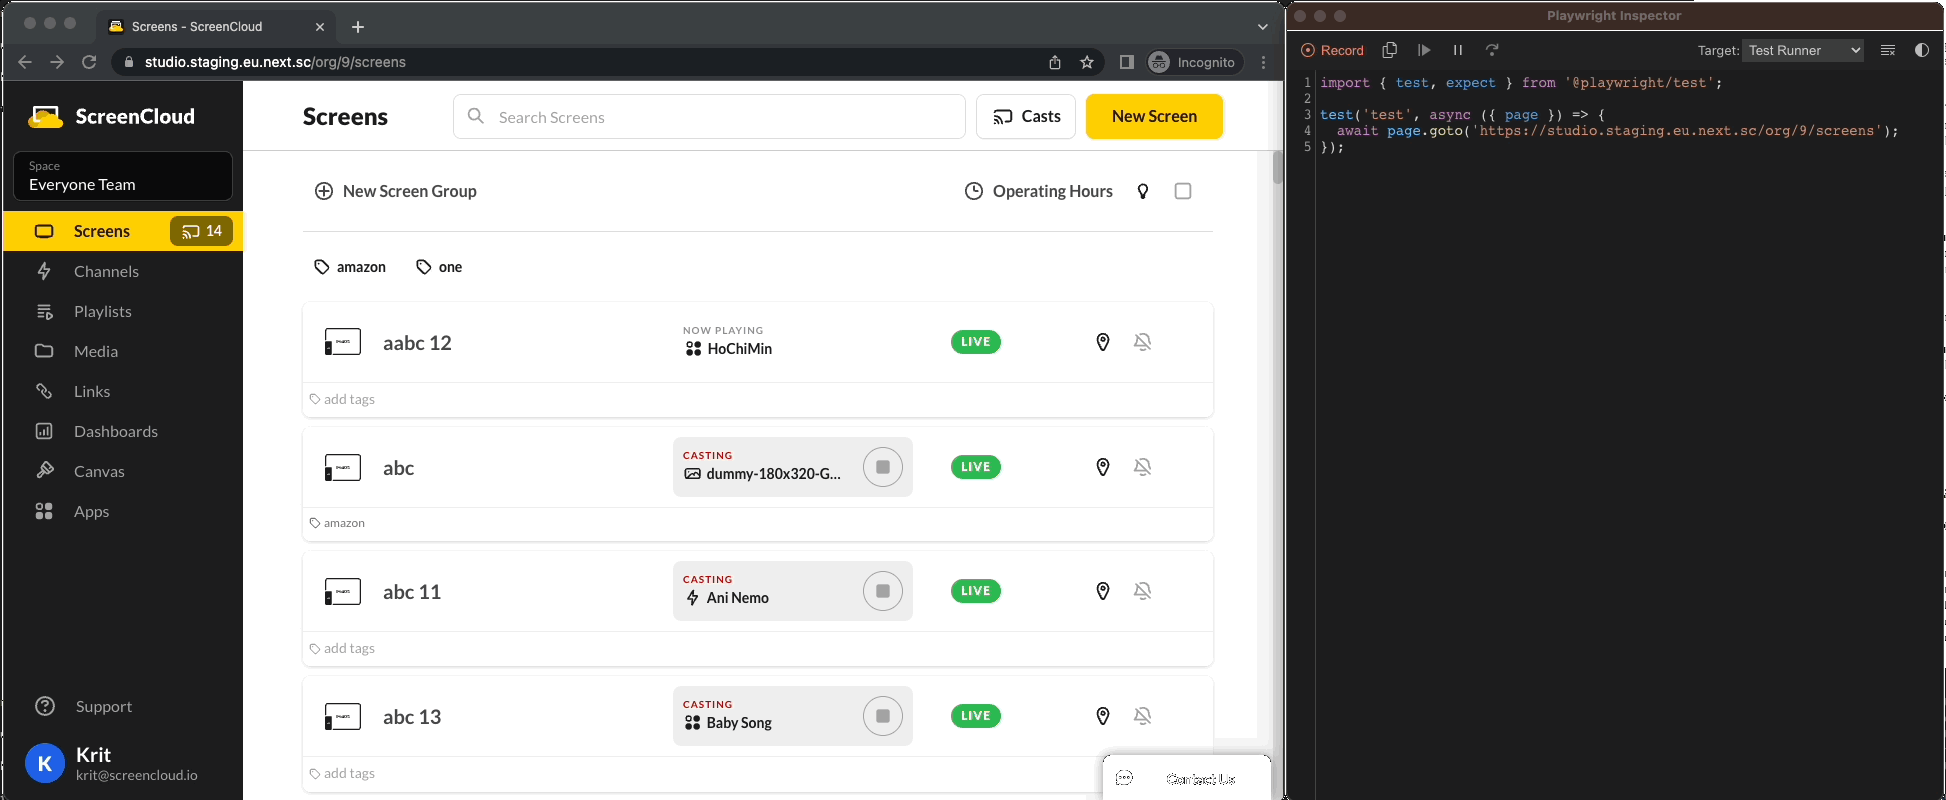 Screens - ScreenCloud
studio.staging.eu.next.sc/org/9/screens
Incognito
ScreenCloud
Space
Everyone Team
Screens
14
Channels
Playlists
Media
Links
Dashboards
Canvas
Apps
Support
K
Krit
krit@screencloud.io
Screens
Search Screens
Casts
New Screen
New Screen Group
Operating Hours
amazon
one
aabc 12
NOW PLAYING
HoChiMin
LIVE
add tags
abc
CASTING
dummy-180x320-G...
LIVE
amazon
abc 11
CASTING
Ani Nemo
LIVE
add tags
abc 13
CASTING
Baby Song
LIVE
add tags
Contact Us
Playwright Inspector
Record
Target: Test Runner
1 import { test, expect } from '@playwright/test';
2
3 test('test', async ({ page }) => {
4 await page.goto('https://studio.staging.eu.next.sc/org/9/screens');
5 });